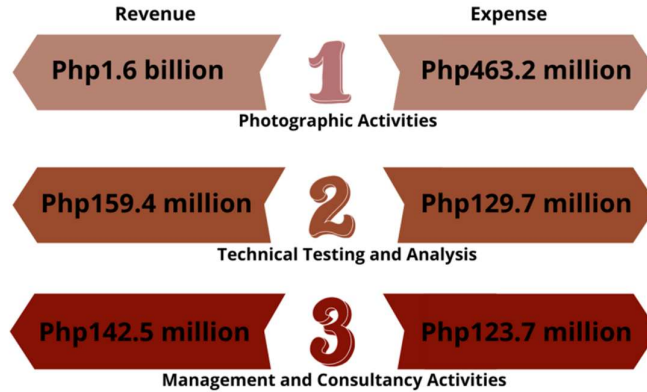 Revenue Expense
Php1.6 billion 1 Php463.2 million
Photographic Activities
Php159.4 million 2 Php129.7 million
Technical Testing and Analysis
Php142.5 million 3 Php123.7 million
Management and Consultancy Activities